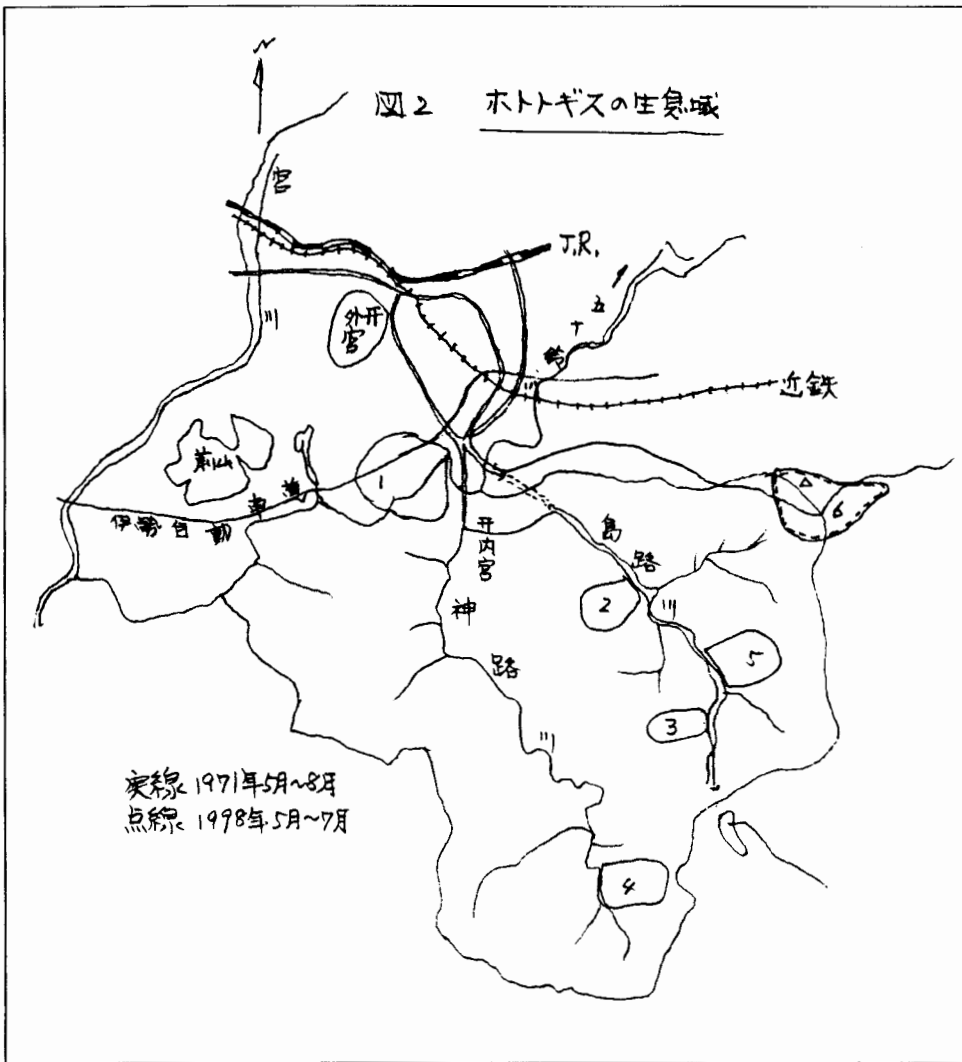 N
図2 ホトトギスの生息域
宮
川
J.R.
五
十
鈴
川
近鉄
外宮
前山
伊勢自動車道
1
内宮
神
路
川
島
路
川
2
5
3
4
6
実線 1971年5月~8月
点線 1998年5月~7月